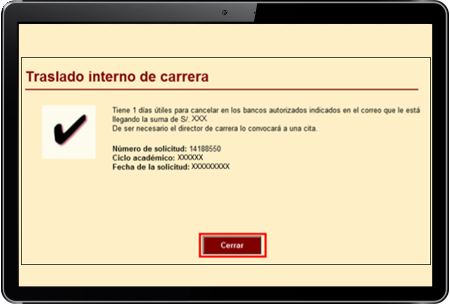 Traslado interno de carrera
Tiene 1 días útiles para cancelar en los bancos autorizados indicados en el correo que le está
llegando la suma de S/. XXX
De ser necesario el director de carrera lo convocará a una cita.
Número de solicitud: 14188550
Ciclo académico: XXXXXX
Fecha de la solicitud: XXXXXXXXX
Cerrar